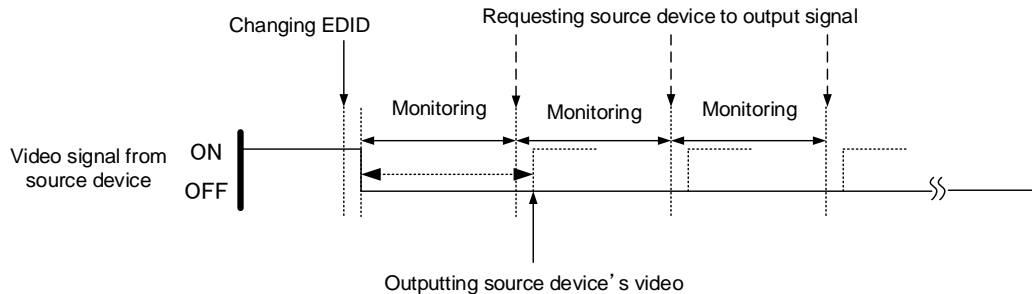 Requesting source device to output signal
Changing EDID
Monitoring
Monitoring
Monitoring
Video signal from
source device
ON
OFF
Outputting source device's video